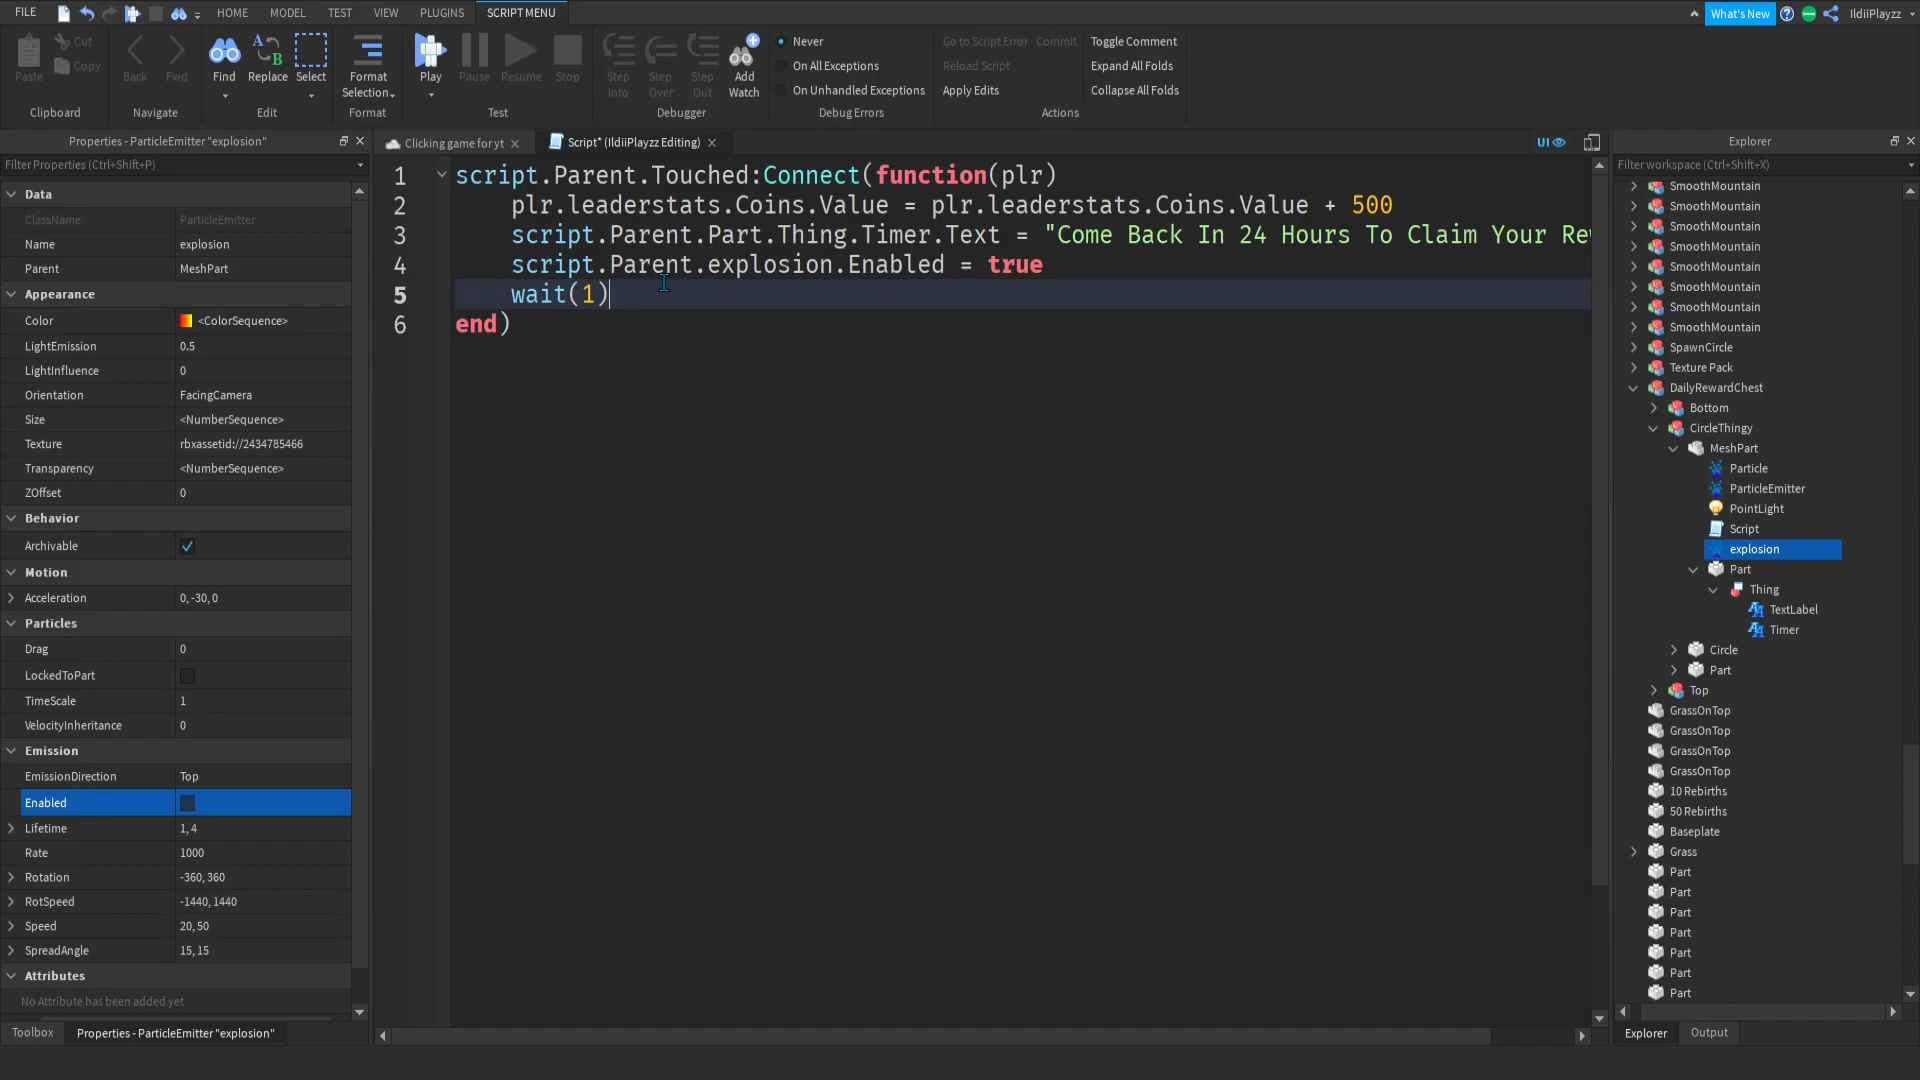 FILE HOME MODEL TEST VIEW PLUGINS SCRIPT MENU What's New IldiiPlayzz
Paste Cut Copy Back Fwd Find Replace Select Format Selection Play Pause Resume Stop Step Into Step Over Step Out Add Watch
Never
On All Exceptions
On Unhandled Exceptions
Go to Script Error Commit Toggle Comment
Reload Script Expand All Folds
Apply Edits Collapse All Folds
Clipboard Navigate Edit Format Test Debugger Debug Errors Actions
Properties - ParticleEmitter "explosion"
Filter Properties (Ctrl+Shift+P)
Data
ClassName ParticleEmitter
Name explosion
Parent MeshPart
Appearance
Color <ColorSequence>
LightEmission 0.5
LightInfluence 0
Orientation FacingCamera
Size <NumberSequence>
Texture rbxassetid://2434785466
Transparency <NumberSequence>
ZOffset 0
Behavior
Archivable
Motion
Acceleration 0, -30, 0
Particles
Drag 0
LockedToPart
TimeScale 1
VelocityInheritance 0
Emission
EmissionDirection Top
Enabled
Lifetime 1, 4
Rate 1000
Rotation -360, 360
RotSpeed -1440, 1440
Speed 20, 50
SpreadAngle 15, 15
Attributes
No Attribute has been added yet
Toolbox Properties - ParticleEmitter "explosion"
Clicking game for yt Script* (IldiiPlayzz Editing) UI
1 script.Parent.Touched:Connect(function(plr)
2 plr.leaderstats.Coins.Value = plr.leaderstats.Coins.Value + 500
3 script.Parent.Part.Thing.Timer.Text = "Come Back In 24 Hours To Claim Your Re
4 script.Parent.explosion.Enabled = true
5 wait(1)
6 end)
Explorer
Filter workspace (Ctrl+Shift+X)
SmoothMountain
SmoothMountain
SmoothMountain
SmoothMountain
SmoothMountain
SmoothMountain
SmoothMountain
SmoothMountain
SpawnCircle
Texture Pack
DailyRewardChest
Bottom
CircleThingy
MeshPart
Particle
ParticleEmitter
PointLight
Script
explosion
Part
Thing
TextLabel
Timer
Circle
Part
Top
GrassOnTop
GrassOnTop
GrassOnTop
GrassOnTop
10 Rebirths
50 Rebirths
Baseplate
Grass
Part
Part
Part
Part
Part
Part
Part
Explorer Output